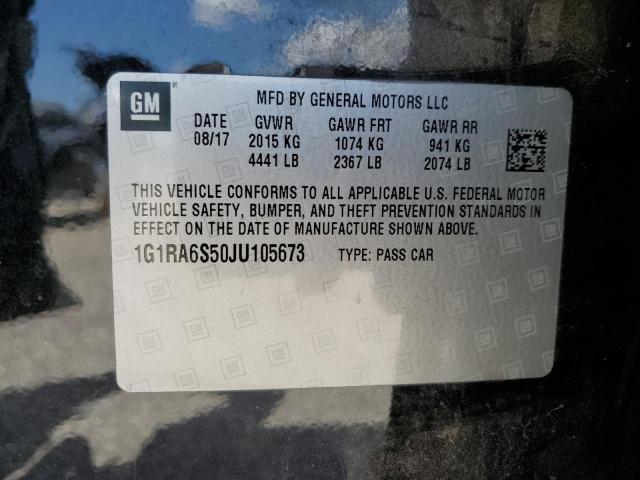 GM
MFD BY GENERAL MOTORS LLC
DATE GVWR GAWR FRT GAWR RR
08/17 2015 KG 1074 KG 941 KG
4441 LB 2367 LB 2074 LB
THIS VEHICLE CONFORMS TO ALL APPLICABLE U.S. FEDERAL MOTOR
VEHICLE SAFETY, BUMPER, AND THEFT PREVENTION STANDARDS IN
EFFECT ON THE DATE OF MANUFACTURE SHOWN ABOVE.
1G1RA6S50JU105673 TYPE: PASS CAR